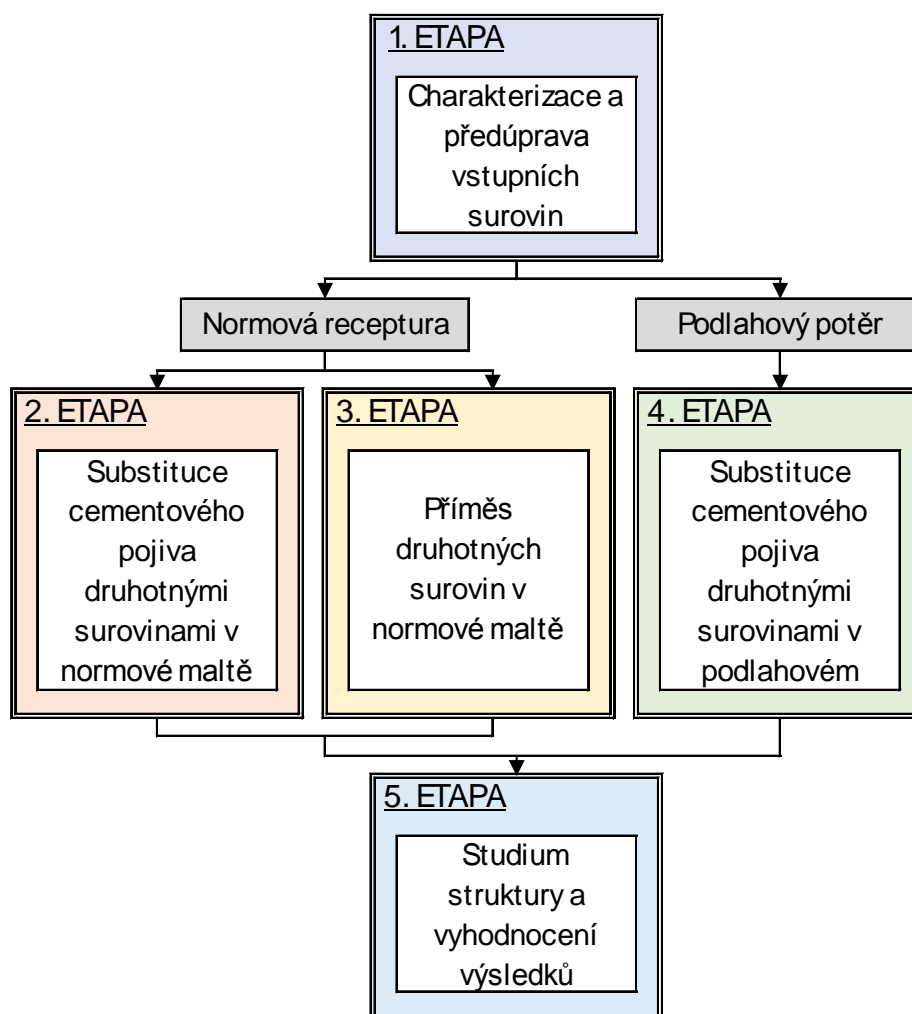 1. ETAPA
Charakterizace a
předúprava
vstupních
surovin
Normová receptura
Podlahový potěr
2. ETAPA
Substituce
cementového
pojiva
druhotnými
surovinami v
normové maltě
3. ETAPA
Příměs
druhotných
surovin v
normové maltě
4. ETAPA
Substituce
cementového
pojiva
druhotnými
surovinami v
podlahovém
5. ETAPA
Studium
struktury a
vyhodnocení
výsledků